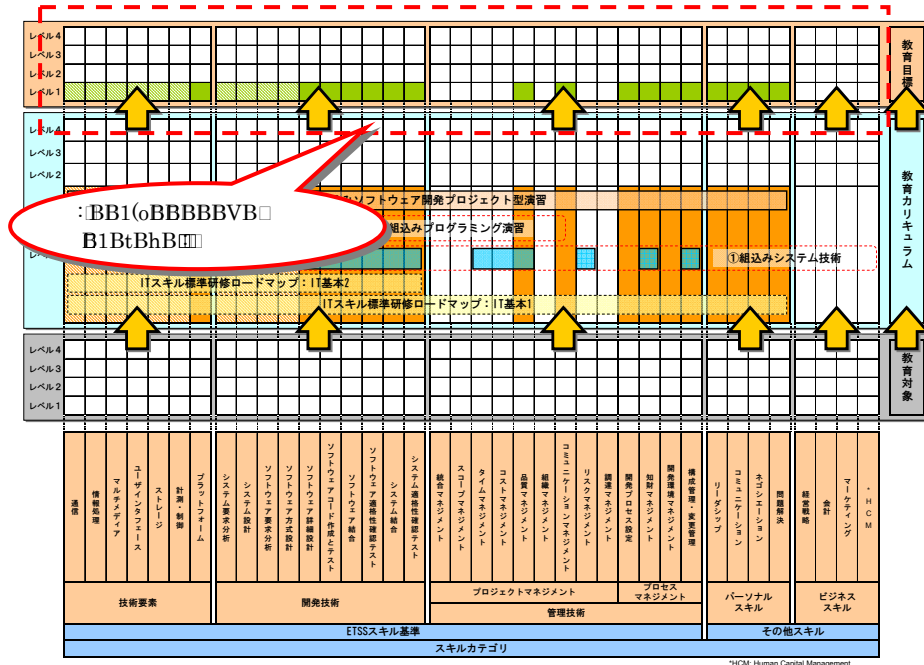 レベル4
レベル3
レベル2
レベル1
教育目標
レベル4
レベル3
レベル2
教育カリキュラム
ソフトウェア開発プロジェクト型演習
組込みプログラミング演習
①組込みシステム技術
ITスキル標準研修ロードマップ：IT基本2
ITスキル標準研修ロードマップ：IT基本1
レベル4
レベル3
レベル2
レベル1
教育対象
通信
情報処理
マルチメディア
ユーザインタフェース
ストレージ
計測・制御
プラットフォーム
システム要求分析
システム設計
ソフトウェア要求分析
ソフトウェア方式設計
ソフトウェア詳細設計
ソフトウェアコード作成とテスト
ソフトウェア結合
ソフトウェア適格性確認テスト
システム結合
システム適格性確認テスト
統合マネジメント
スコープマネジメント
タイムマネジメント
コストマネジメント
品質マネジメント
組織マネジメント
コミュニケーションマネジメント
リスクマネジメント
調達マネジメント
開発プロセス設定
知財マネジメント
開発環境マネジメント
構成管理・変更管理
リーダシップ
コミュニケーション
ネゴシエーション
問題解決
経営戦略
会計
マーケティング
*HCM
技術要素
開発技術
プロジェクトマネジメント
プロセス
マネジメント
管理技術
パーソナル
スキル
ビジネス
スキル
ETSSスキル基準
その他スキル
スキルカテゴリ
*HCM: Human Capital Management